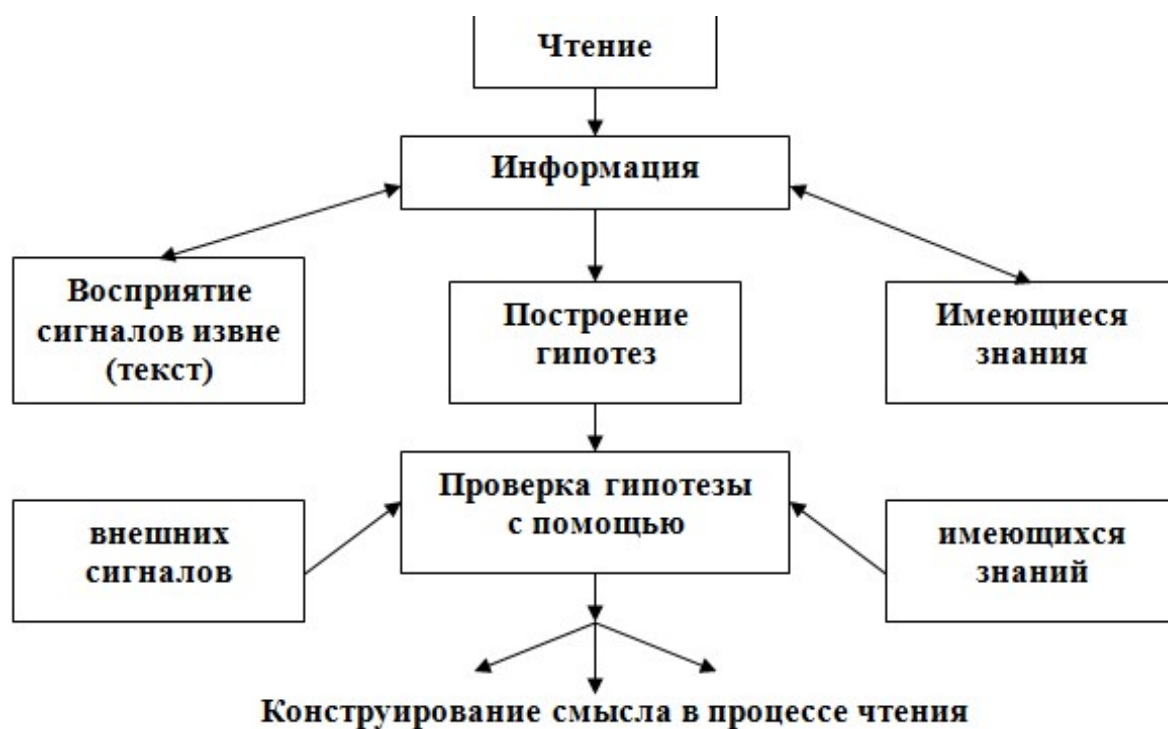 Чтение
Информация
Восприятие
сигналов извне
(текст)
Построение
гипотез
Имеющиеся
знания
внешних
сигналов
Проверка гипотезы
с помощью
имеющихся
знаний
Конструирование смысла в процессе чтения